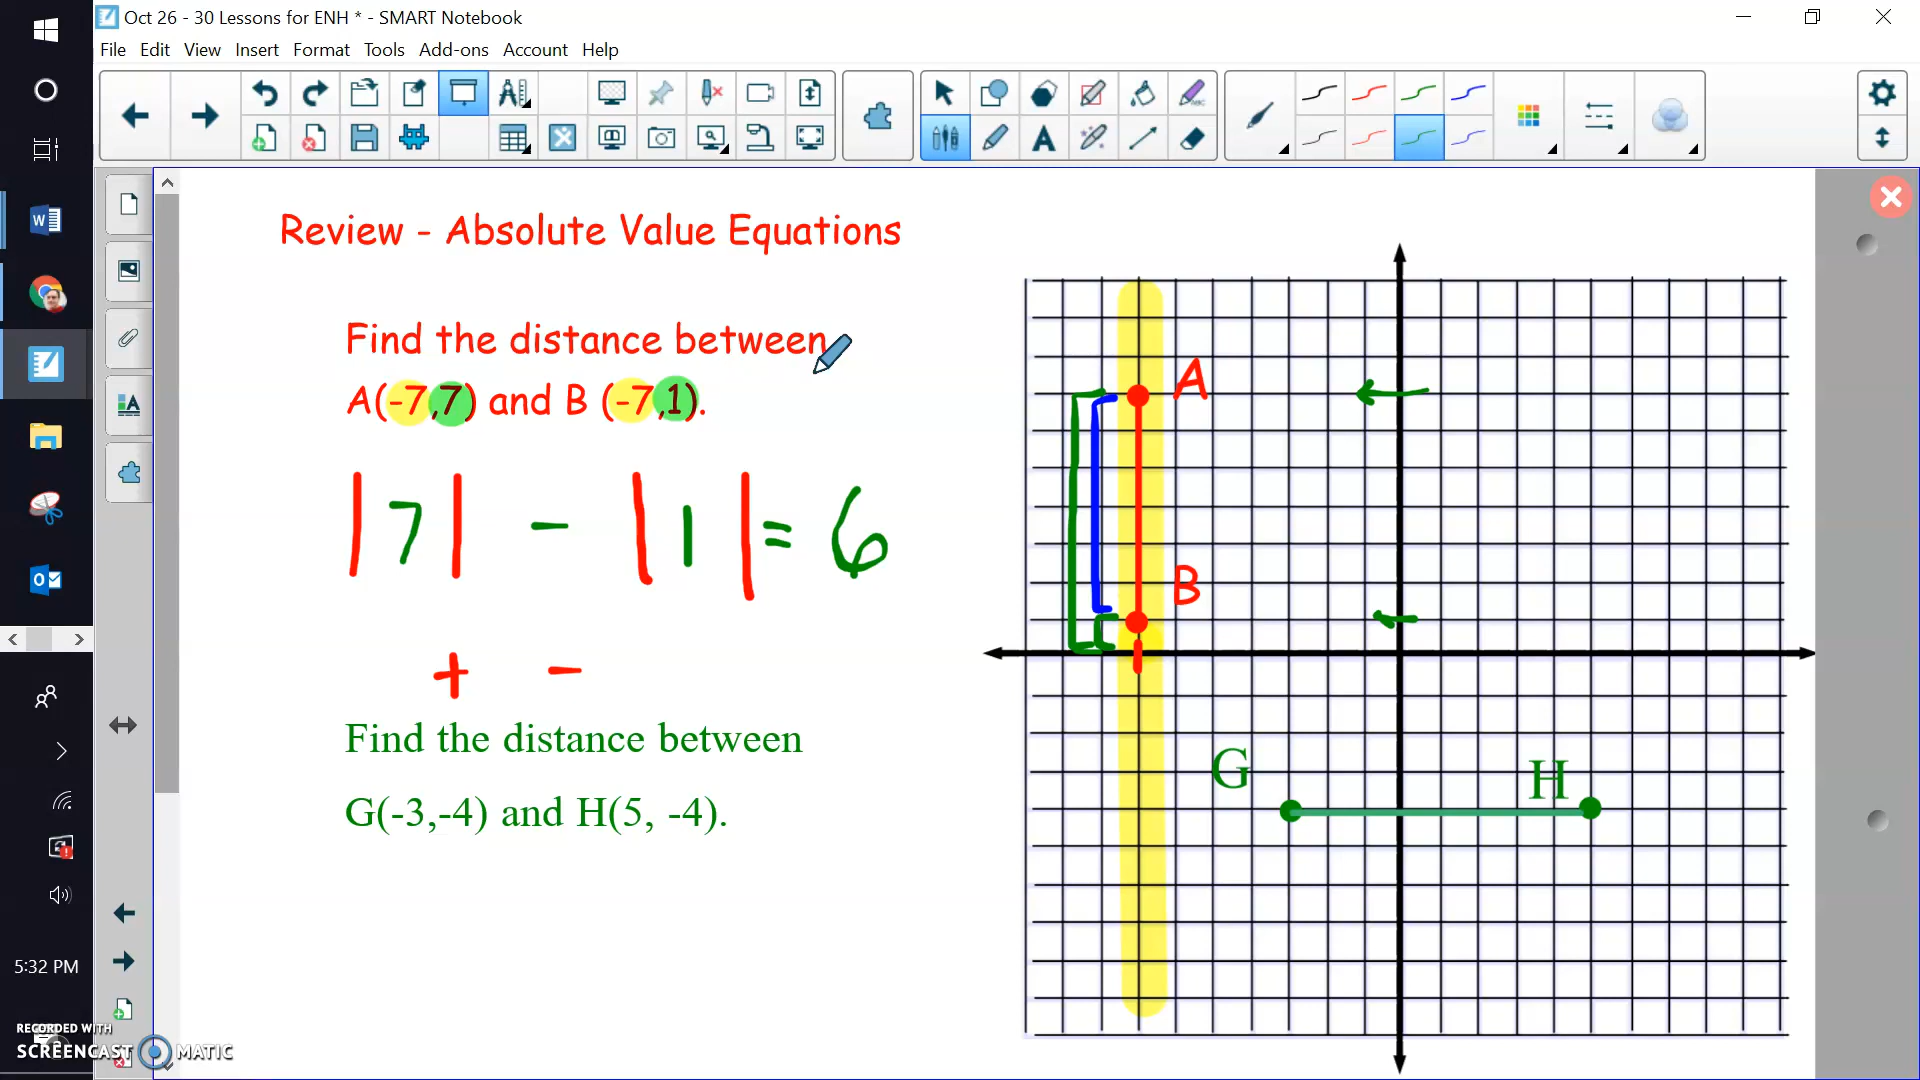 Oct 26 - 30 Lessons for ENH * - SMART Notebook
File Edit View Insert Format Tools Add-ons Account Help
Review - Absolute Value Equations
Find the distance between
A(-7,7) and B (-7,1).
|7| - |1| = 6
+ -
Find the distance between
G(-3,-4) and H(5, -4).
A
B
G
H
5:32 PM
RECORDED WITH
SCREENCAST MATIC